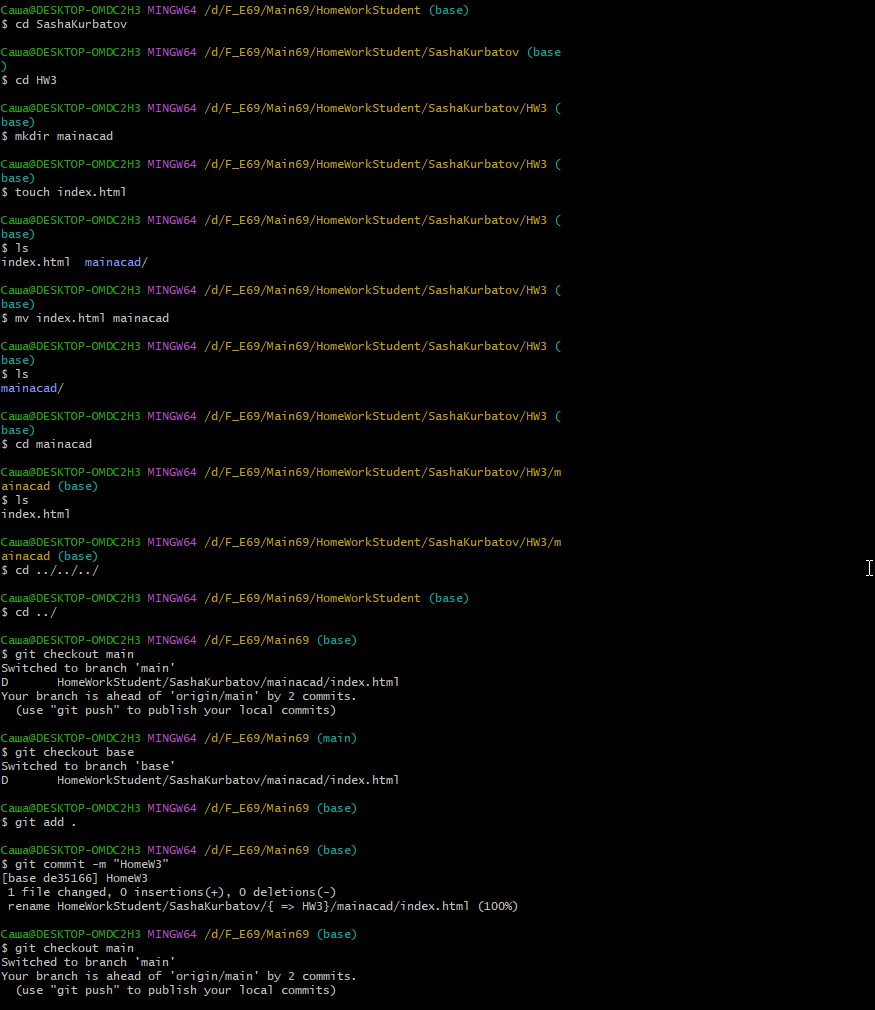 Саша@DESKTOP-OMDC2H3 MINGW64 /d/F_E69/Main69/HomeWorkStudent (base)
$ cd SashaKurbatov
Саша@DESKTOP-OMDC2H3 MINGW64 /d/F_E69/Main69/HomeWorkStudent/SashaKurbatov (base
)
$ cd HW3
Саша@DESKTOP-OMDC2H3 MINGW64 /d/F_E69/Main69/HomeWorkStudent/SashaKurbatov/HW3 (
base)
$ mkdir mainacad
Саша@DESKTOP-OMDC2H3 MINGW64 /d/F_E69/Main69/HomeWorkStudent/SashaKurbatov/HW3 (
base)
$ touch index.html
Саша@DESKTOP-OMDC2H3 MINGW64 /d/F_E69/Main69/HomeWorkStudent/SashaKurbatov/HW3 (
base)
$ ls
index.html  mainacad/
Саша@DESKTOP-OMDC2H3 MINGW64 /d/F_E69/Main69/HomeWorkStudent/SashaKurbatov/HW3 (
base)
$ mv index.html mainacad
Саша@DESKTOP-OMDC2H3 MINGW64 /d/F_E69/Main69/HomeWorkStudent/SashaKurbatov/HW3 (
base)
$ ls
mainacad/
Саша@DESKTOP-OMDC2H3 MINGW64 /d/F_E69/Main69/HomeWorkStudent/SashaKurbatov/HW3 (
base)
$ cd mainacad
Саша@DESKTOP-OMDC2H3 MINGW64 /d/F_E69/Main69/HomeWorkStudent/SashaKurbatov/HW3/m
ainacad (base)
$ ls
index.html
Саша@DESKTOP-OMDC2H3 MINGW64 /d/F_E69/Main69/HomeWorkStudent/SashaKurbatov/HW3/m
ainacad (base)
$ cd ../../../
Саша@DESKTOP-OMDC2H3 MINGW64 /d/F_E69/Main69/HomeWorkStudent (base)
$ cd ../
Саша@DESKTOP-OMDC2H3 MINGW64 /d/F_E69/Main69 (base)
$ git checkout main
Switched to branch 'main'
D       HomeWorkStudent/SashaKurbatov/mainacad/index.html
Your branch is ahead of 'origin/main' by 2 commits.
  (use "git push" to publish your local commits)
Саша@DESKTOP-OMDC2H3 MINGW64 /d/F_E69/Main69 (main)
$ git checkout base
Switched to branch 'base'
D       HomeWorkStudent/SashaKurbatov/mainacad/index.html
Саша@DESKTOP-OMDC2H3 MINGW64 /d/F_E69/Main69 (base)
$ git add .
Саша@DESKTOP-OMDC2H3 MINGW64 /d/F_E69/Main69 (base)
$ git commit -m "HomeW3"
[base de35166] HomeW3
 1 file changed, 0 insertions(+), 0 deletions(-)
 rename HomeWorkStudent/SashaKurbatov/{ => HW3}/mainacad/index.html (100%)
Саша@DESKTOP-OMDC2H3 MINGW64 /d/F_E69/Main69 (base)
$ git checkout main
Switched to branch 'main'
Your branch is ahead of 'origin/main' by 2 commits.
  (use "git push" to publish your local commits)